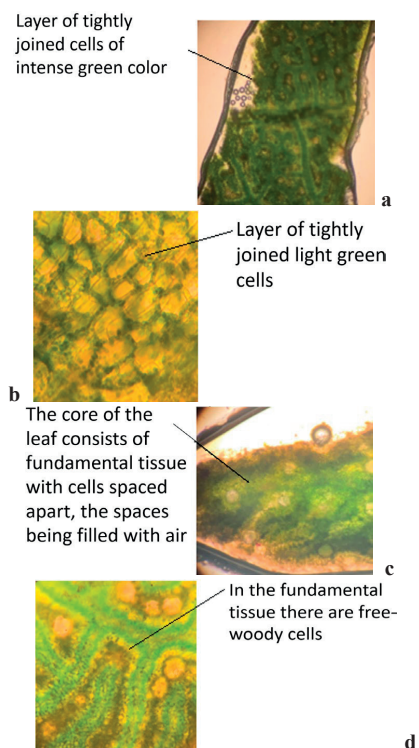 Layer of tightly
joined cells of
intense green color
a
Layer of tightly
joined light green
cells
b
The core of the
leaf consists of
fundamental tissue
with cells spaced
apart, the spaces
being filled with air
c
In the fundamental
tissue there are free-
woody cells
d